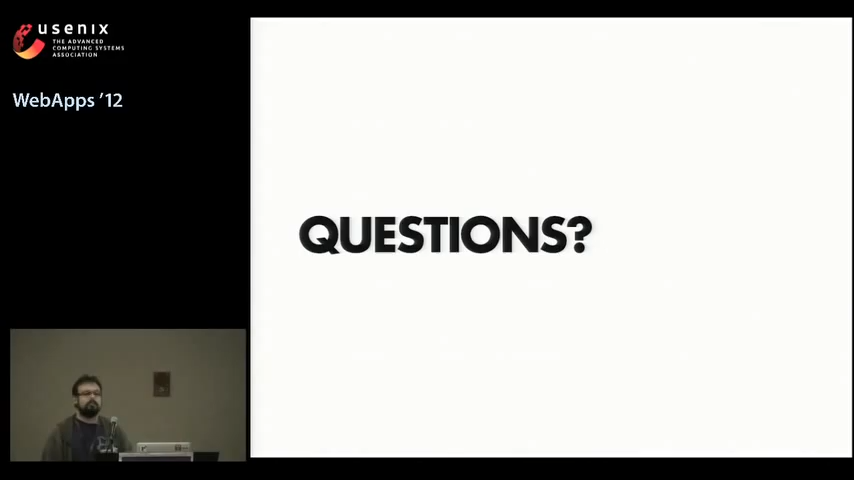 usenix
THE ADVANCED
COMPUTING SYSTEMS
ASSOCIATION
WebApps ’12
QUESTIONS?